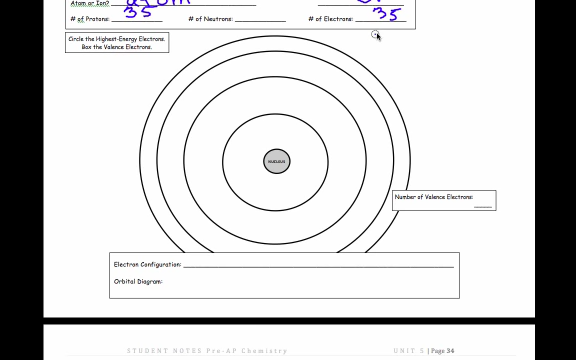 Atom or Ion? atom
# of Protons: 35 # of Neutrons: # of Electrons: 35
Circle the Highest-Energy Electrons.
Box the Valence Electrons.
NUCLEUS
Number of Valence Electrons:
Electron Configuration:
Orbital Diagram:
STUDENT NOTES Pre-AP Chemistry UNIT 5 | Page 34